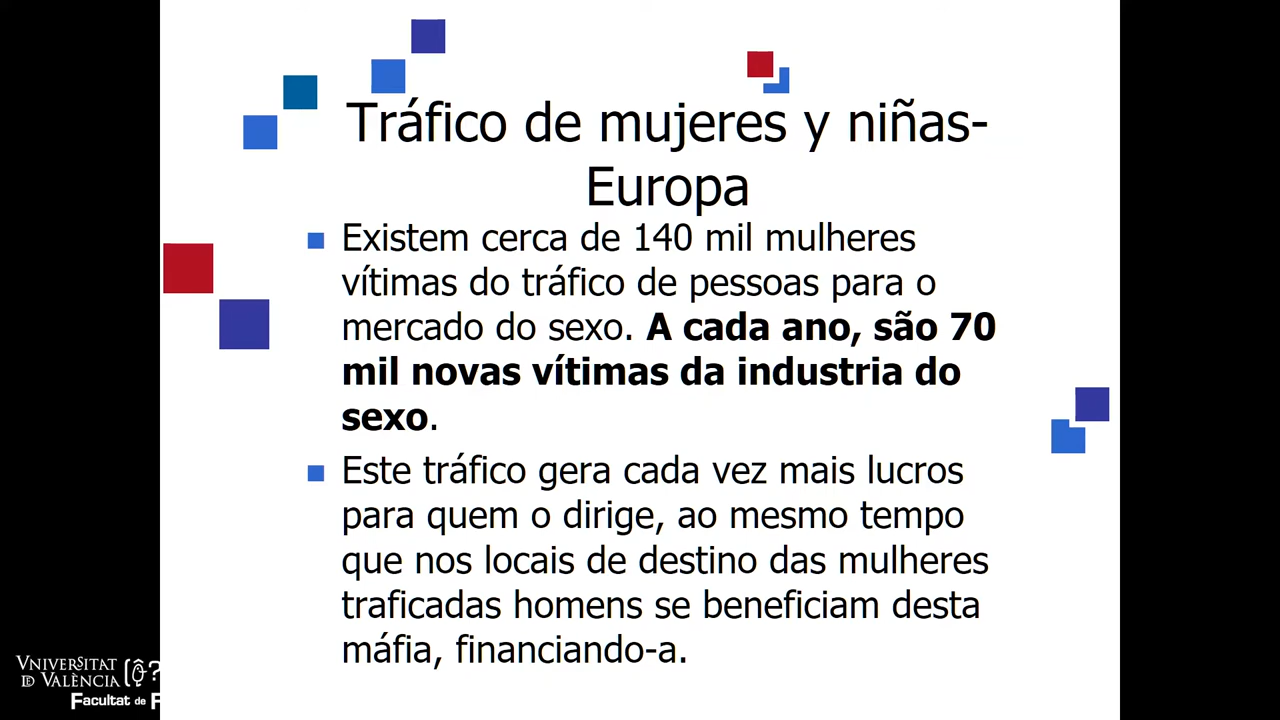 Tráfico de mujeres y niñas-
Europa
Existem cerca de 140 mil mulheres
vítimas do tráfico de pessoas para o
mercado do sexo. A cada ano, são 70
mil novas vítimas da industria do
sexo.
Este tráfico gera cada vez mais lucros
para quem o dirige, ao mesmo tempo
que nos locais de destino das mulheres
traficadas homens se beneficiam desta
máfia, financiando-a.
VNIVERSITAT
DE VALÈNCIA
Facultat de F